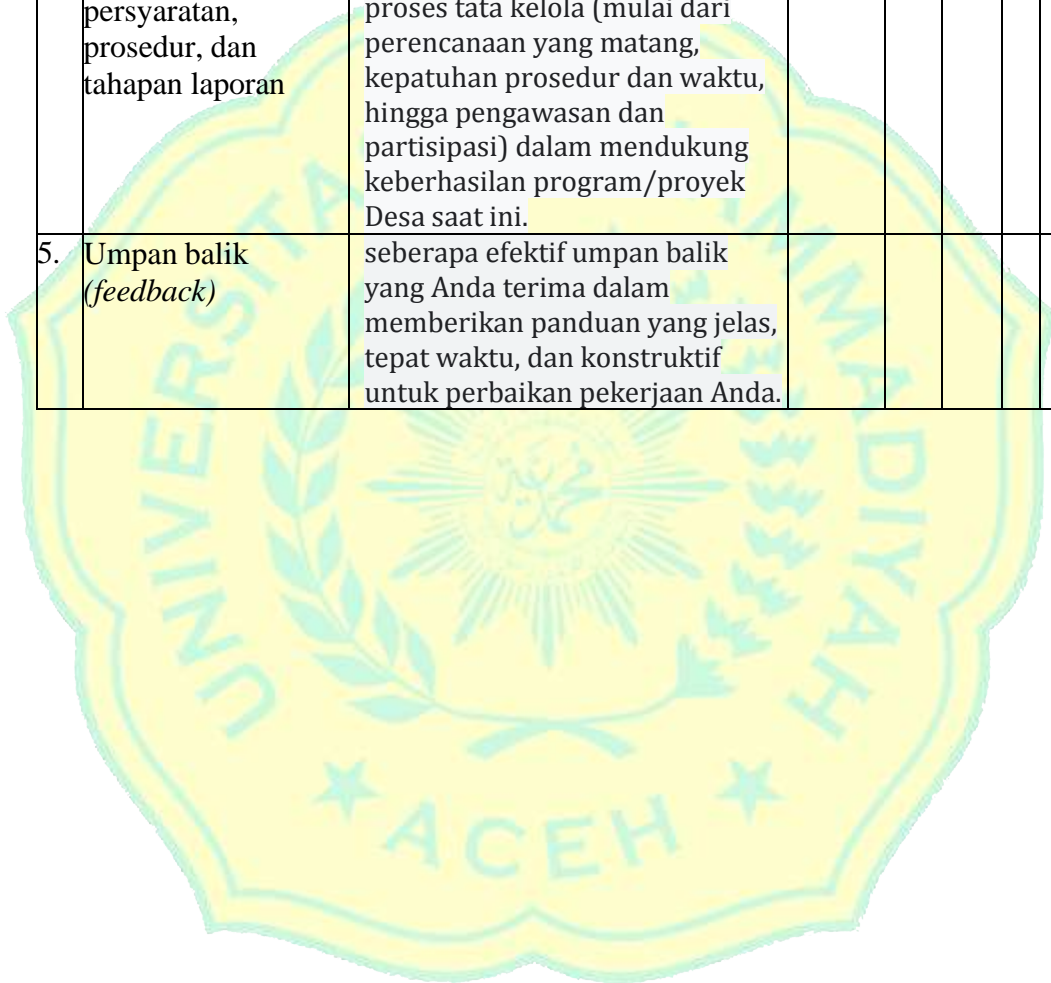 persyaratan,
prosedur, dan
tahapan laporan
proses tata kelola (mulai dari
perencanaan yang matang,
kepatuhan prosedur dan waktu,
hingga pengawasan dan
partisipasi) dalam mendukung
keberhasilan program/proyek
Desa saat ini.
5.
Umpan balik
(feedback)
seberapa efektif umpan balik
yang Anda terima dalam
memberikan panduan yang jelas,
tepat waktu, dan konstruktif
untuk perbaikan pekerjaan Anda.
UNIVERSITA
AMMADIYAH
ACEH